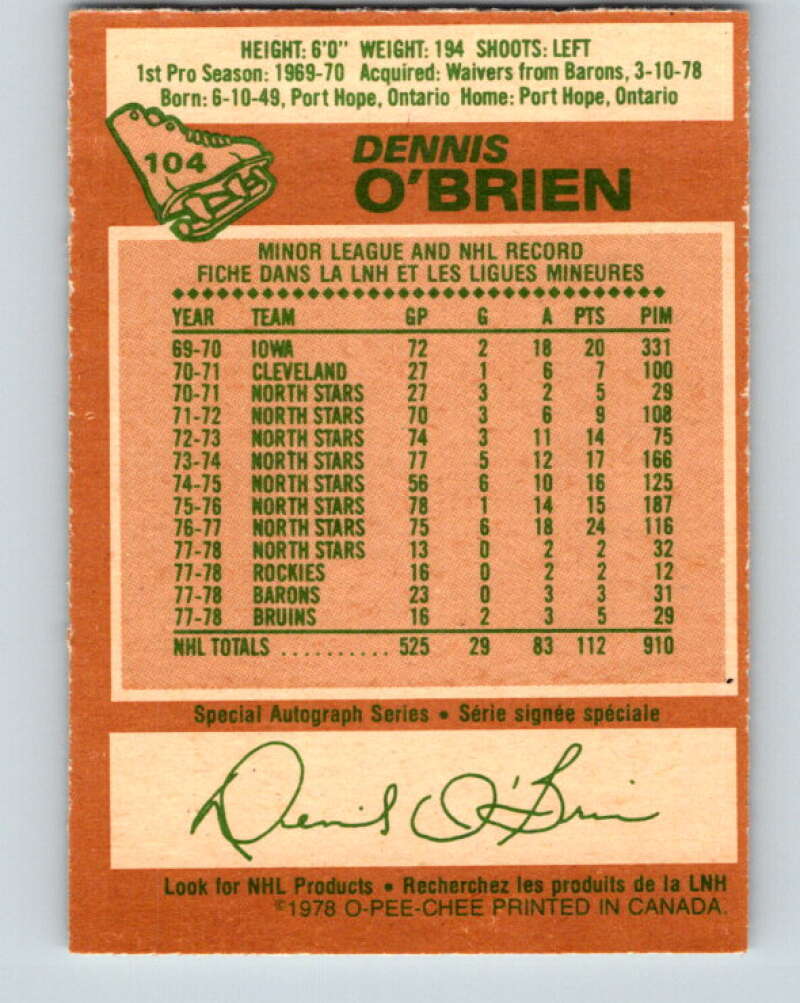 HEIGHT: 6'0" WEIGHT: 194 SHOOTS: LEFT
1st Pro Season: 1969-70 Acquired: Waivers from Barons, 3-10-78
Born: 6-10-49, Port Hope, Ontario Home: Port Hope, Ontario
104
DENNIS
O'BRIEN
MINOR LEAGUE AND NHL RECORD
FICHE DANS LA LNH ET LES LIGUES MINEURES
YEAR TEAM GP G A PTS PIM
69-70 IOWA 72 2 18 20 331
70-71 CLEVELAND 27 1 6 7 100
70-71 NORTH STARS 27 3 2 5 29
71-72 NORTH STARS 70 3 6 9 108
72-73 NORTH STARS 74 3 11 14 75
73-74 NORTH STARS 77 5 12 17 166
74-75 NORTH STARS 56 6 10 16 125
75-76 NORTH STARS 78 1 14 15 187
76-77 NORTH STARS 75 6 18 24 116
77-78 NORTH STARS 13 0 2 2 32
77-78 ROCKIES 16 0 2 2 12
77-78 BARONS 23 0 3 3 31
77-78 BRUINS 16 2 3 5 29
NHL TOTALS .......... 525 29 83 112 910
Special Autograph Series • Série signée spéciale
Dennis O'Brien
Look for NHL Products • Recherchez les produits de la LNH
©1978 O-PEE-CHEE PRINTED IN CANADA.